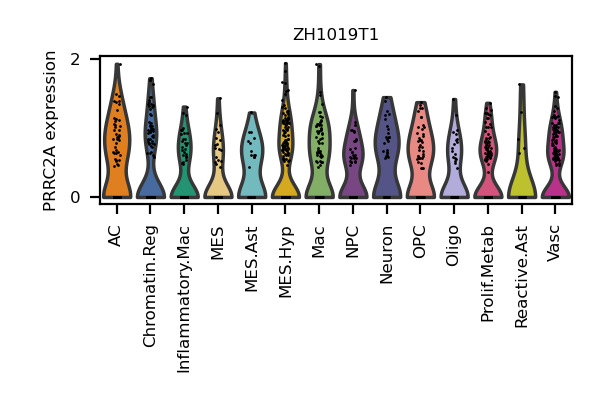 ZH1019T1
PRRC2A expression
2
0
AC
Chromatin.Reg
Inflammatory.Mac
MES
MES.Ast
MES.Hyp
Mac
NPC
Neuron
OPC
Oligo
Prolif.Metab
Reactive.Ast
Vasc